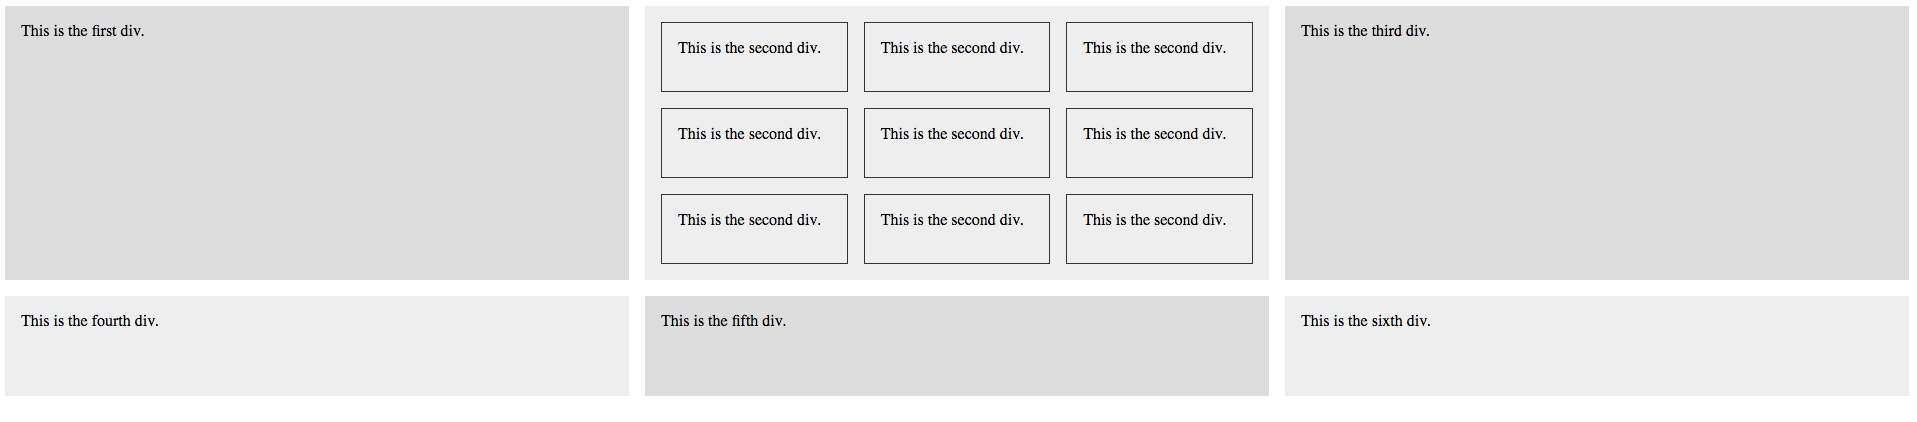 This is the first div.
This is the second div.
This is the second div.
This is the second div.
This is the second div.
This is the second div.
This is the second div.
This is the second div.
This is the second div.
This is the second div.
This is the third div.
This is the fourth div.
This is the fifth div.
This is the sixth div.